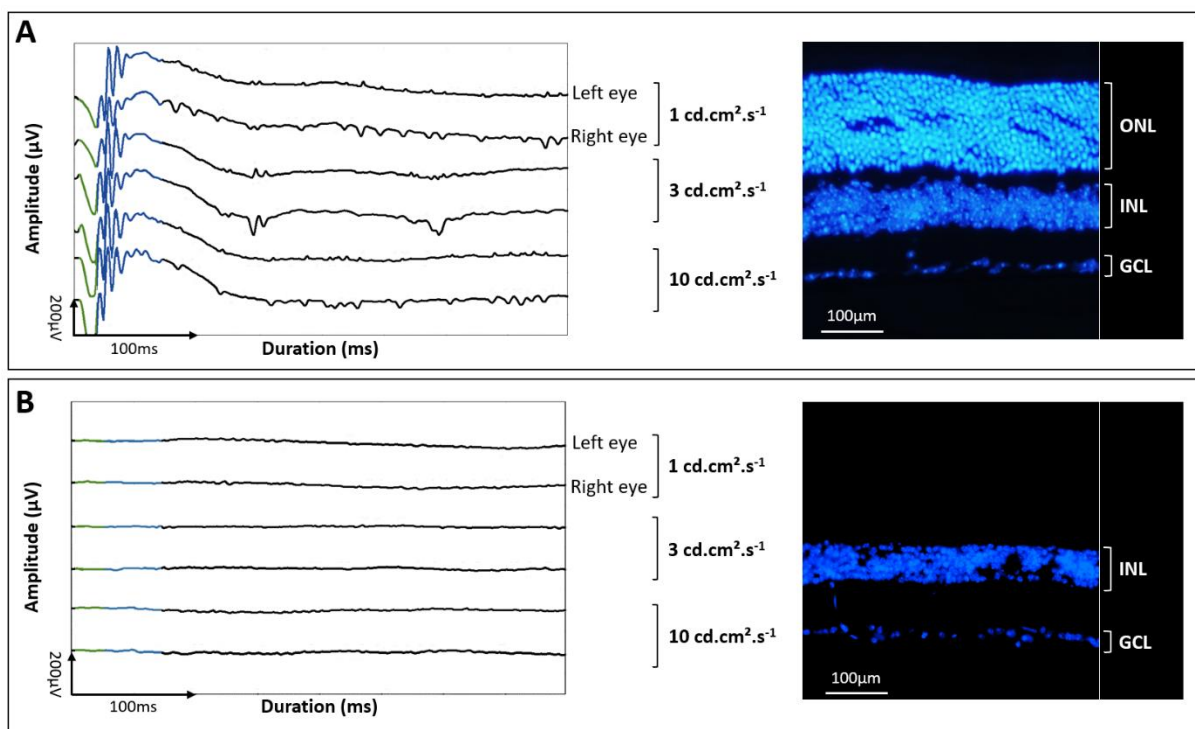 A
Amplitude (µV)
Left eye
Right eye
1 cd.cm².s⁻¹
3 cd.cm².s⁻¹
10 cd.cm².s⁻¹
200µV
100ms
Duration (ms)
ONL
INL
GCL
100µm
B
Amplitude (µV)
Left eye
Right eye
1 cd.cm².s⁻¹
3 cd.cm².s⁻¹
10 cd.cm².s⁻¹
200µV
100ms
Duration (ms)
INL
GCL
100µm